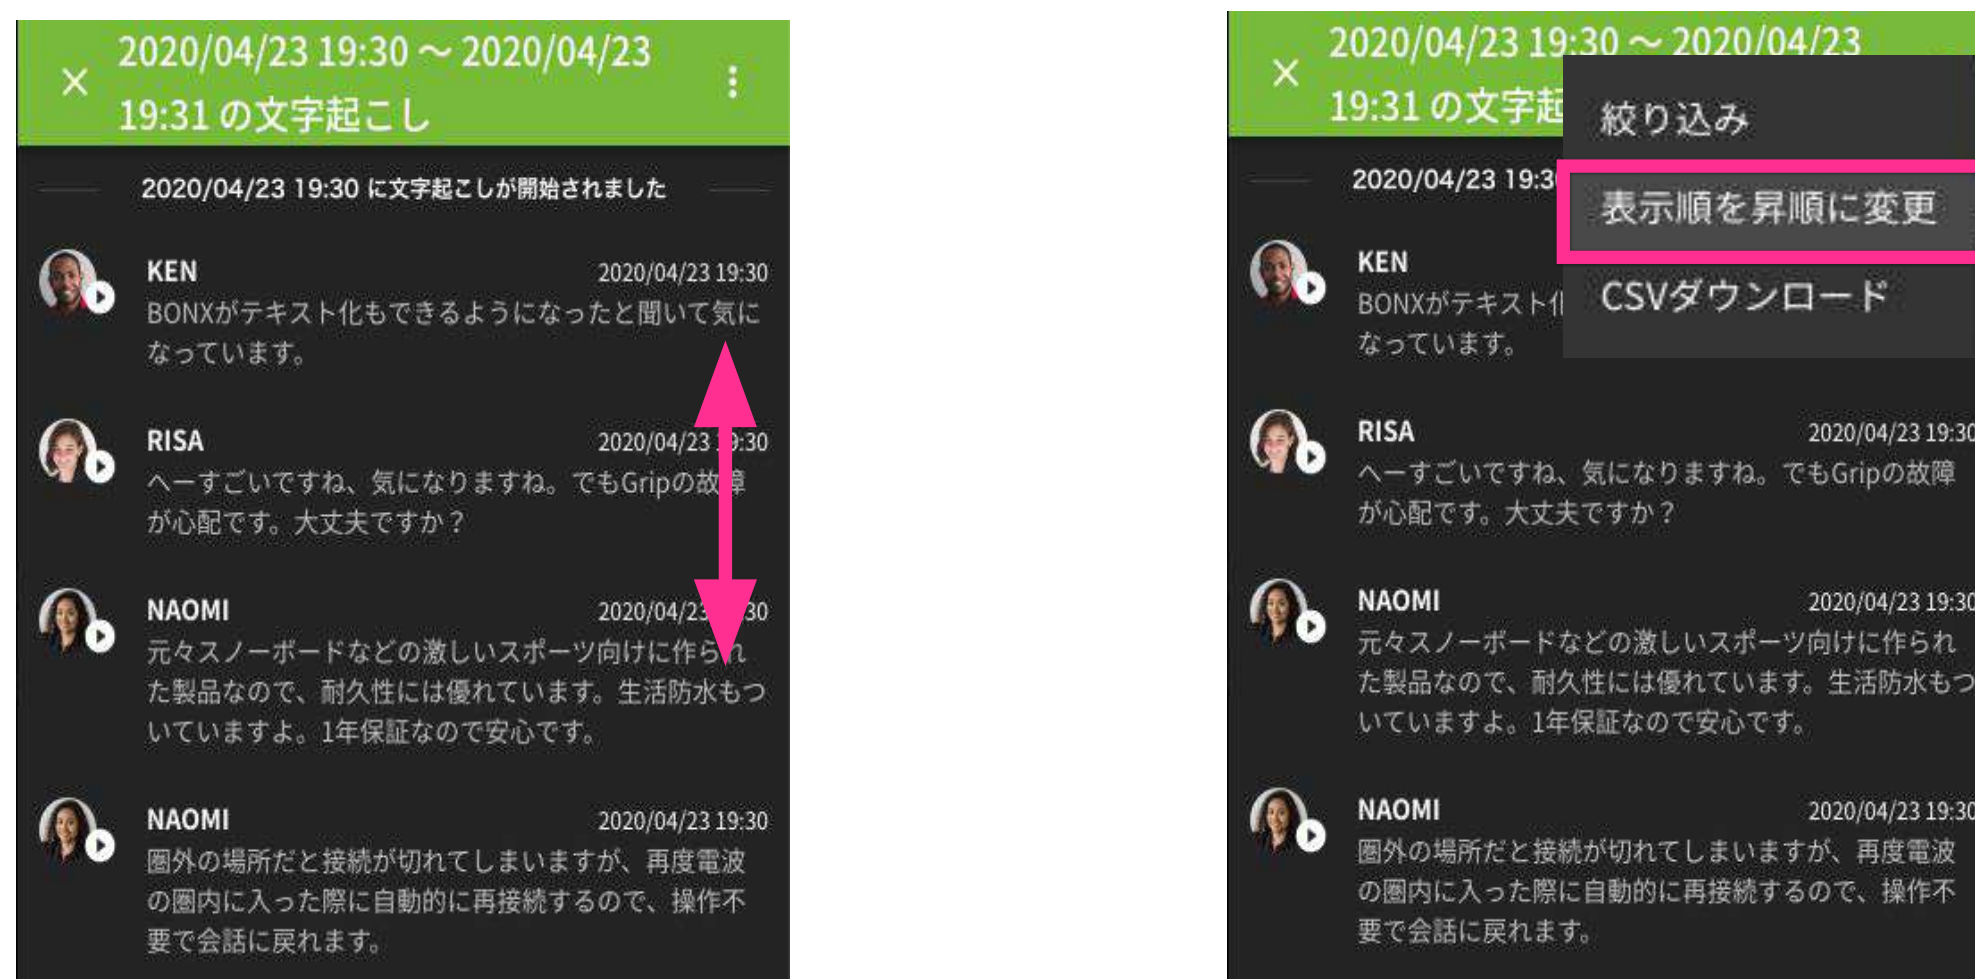 2020/04/23 19:30 ～ 2020/04/23
19:31 の文字起こし
2020/04/23 19:30 に文字起こしが開始されました
KEN
2020/04/23 19:30
BONXがテキスト化もできるようになったと聞いて気に
なっています。
RISA
2020/04/23 19:30
へーすごいですね、気になりますね。でもGripの故障
が心配です。大丈夫ですか？
NAOMI
2020/04/23 19:30
元々スノーボードなどの激しいスポーツ向けに作られ
た製品なので、耐久性には優れています。生活防水もつ
いていますよ。1年保証なので安心です。
NAOMI
2020/04/23 19:30
圏外の場所だと接続が切れてしまいますが、再度電波
の圏内に入った際に自動的に再接続するので、操作不
要で会話に戻れます。
2020/04/23 19:30 ～ 2020/04/23
19:31 の文字起
絞り込み
表示順を昇順に変更
CSVダウンロード
2020/04/23 19:3
KEN
BONXがテキスト
なっています。
RISA
2020/04/23 19:30
へーすごいですね、気になりますね。でもGripの故障
が心配です。大丈夫ですか？
NAOMI
2020/04/23 19:30
元々スノーボードなどの激しいスポーツ向けに作られ
た製品なので、耐久性には優れています。生活防水もつ
いていますよ。1年保証なので安心です。
NAOMI
2020/04/23 19:30
圏外の場所だと接続が切れてしまいますが、再度電波
の圏内に入った際に自動的に再接続するので、操作不
要で会話に戻れます。